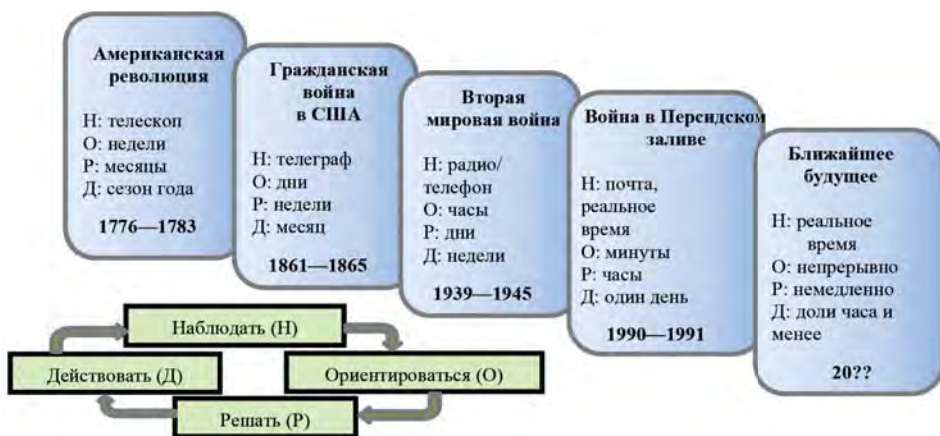 Американская
революция
Н: телескоп
О: недели
Р: месяцы
Д: сезон года
1776—1783
Гражданская
война
в США
Н: телеграф
О: дни
Р: недели
Д: месяц
1861—1865
Вторая
мировая война
Н: радио/
телефон
О: часы
Р: дни
Д: недели
1939—1945
Война в Персидском
заливе
Н: почта,
реальное
время
О: минуты
Р: часы
Д: один день
1990—1991
Ближайшее
будущее
Н: реальное
время
О: непрерывно
Р: немедленно
Д: доли часа и
менее
20??
Наблюдать (Н)
Действовать (Д)
Ориентироваться (О)
Решать (Р)